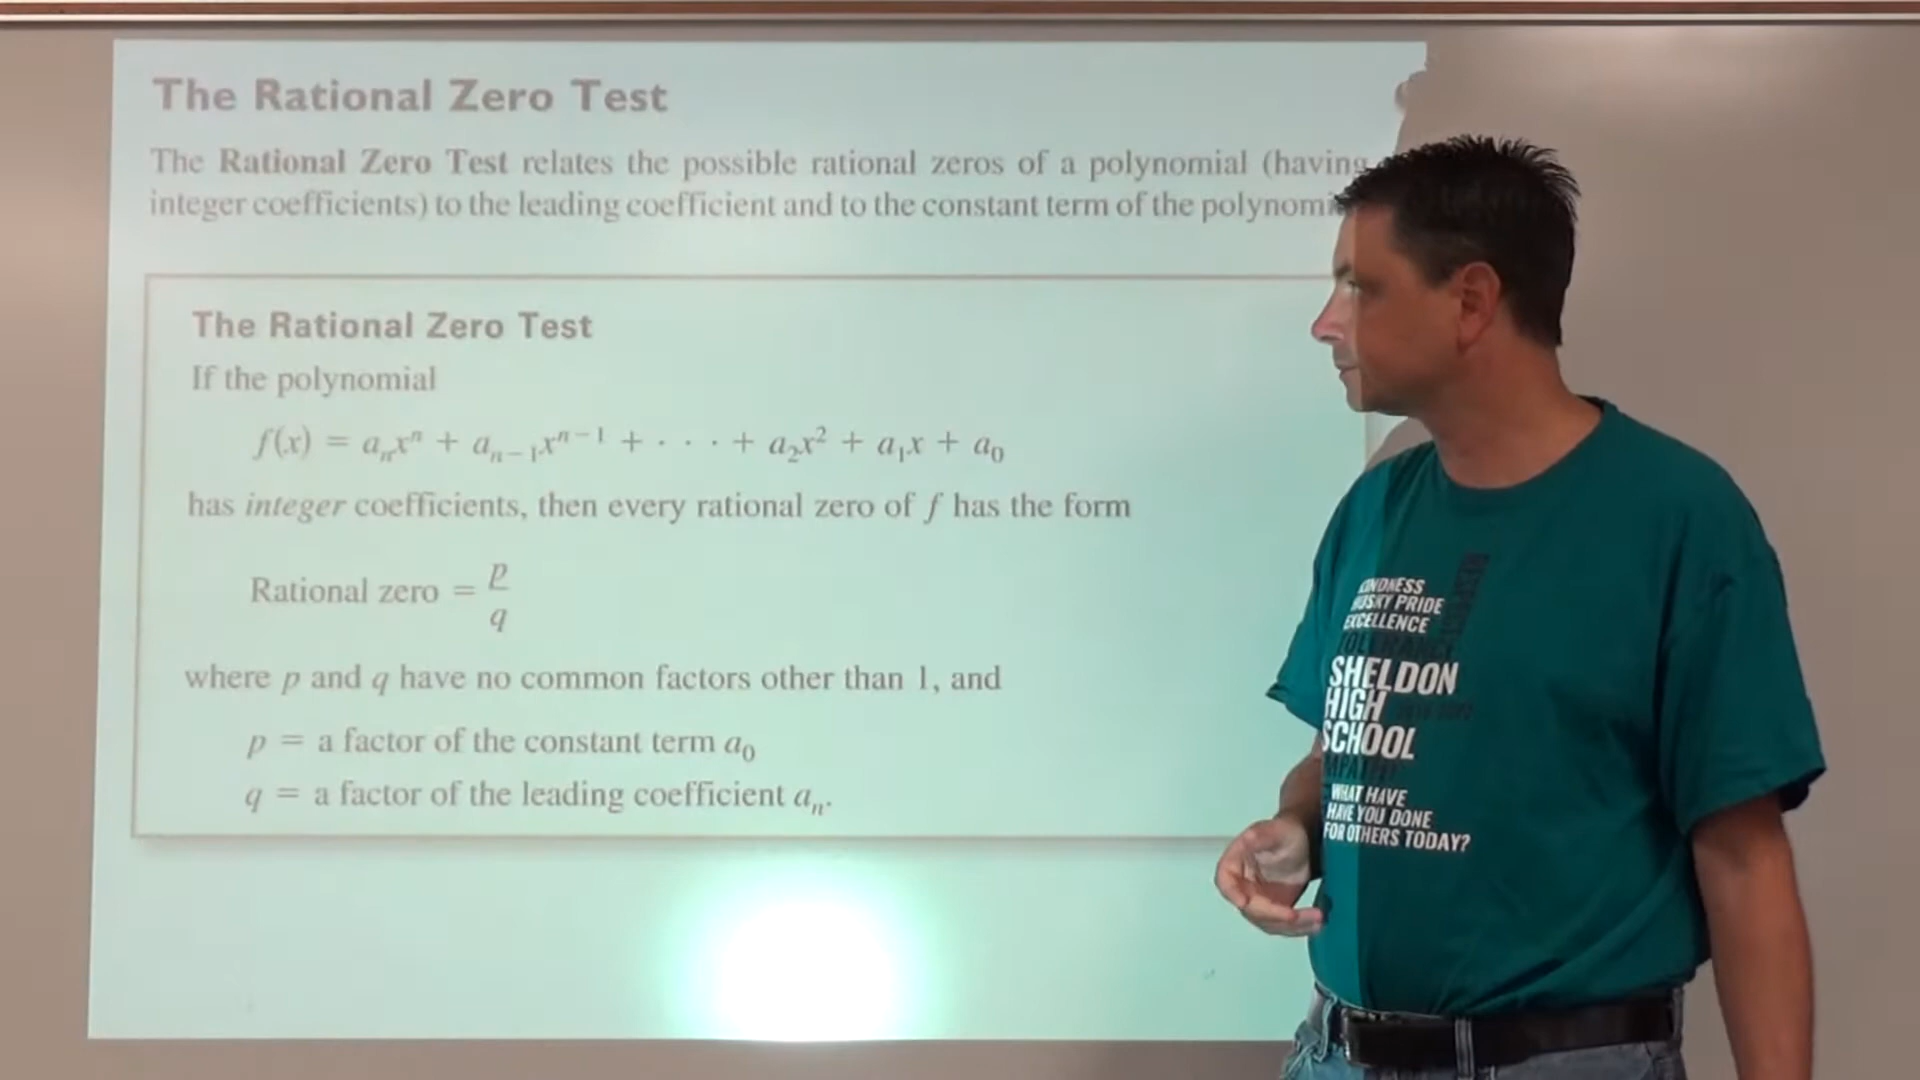 The Rational Zero Test
The Rational Zero Test relates the possible rational zeros of a polynomial (having
integer coefficients) to the leading coefficient and to the constant term of the
The Rational Zero Test
If the polynomial
f(x) = aₙxⁿ + aₙ₋₁xⁿ⁻¹ + · · · + a₂x² + a₁x + a₀
has integer coefficients, then every rational zero of f has the form
Rational zero = p/q
where p and q have no common factors other than 1, and
p = a factor of the constant term a₀
q = a factor of the leading coefficient aₙ.
KINDNESS
HUSKY PRIDE
EXCELLENCE
RESPECT
TOLERANCE
SHELDON
HIGH
SCHOOL
WHAT HAVE
HAVE YOU DONE
FOR OTHERS TODAY?